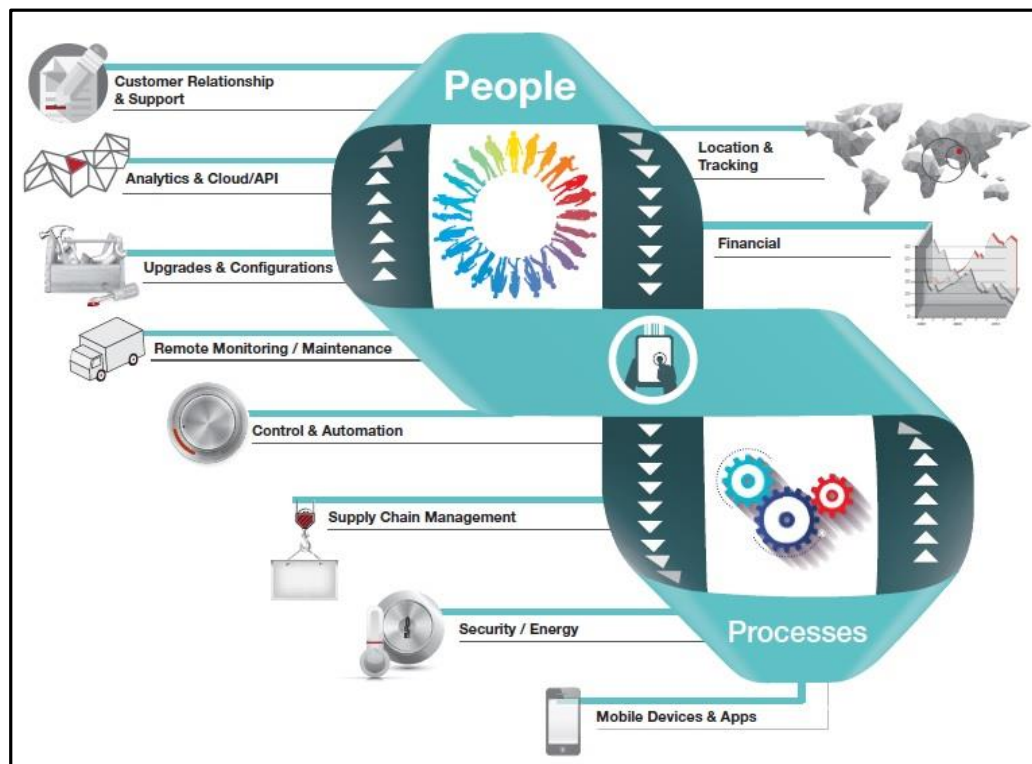 People
Customer Relationship
& Support
Analytics & Cloud/API
Upgrades & Configurations
Remote Monitoring / Maintenance
Control & Automation
Supply Chain Management
Security / Energy
Mobile Devices & Apps
Location &
Tracking
Financial
Processes